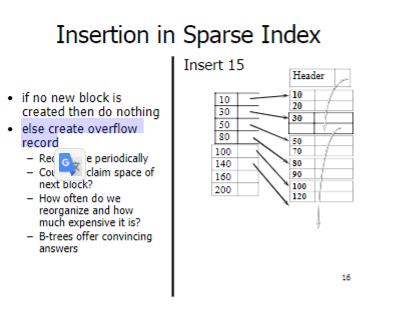 Insertion in Sparse Index
Insert 15
• if no new block is
created then do nothing
• else create overflow
record
– Rec e periodically
– Cou claim space of
next block?
– How often do we
reorganize and how
much expensive it is?
– B-trees offer convincing
answers
10
30
50
80
100
140
160
200
Header
10
20
30
50
70
80
90
100
120
16